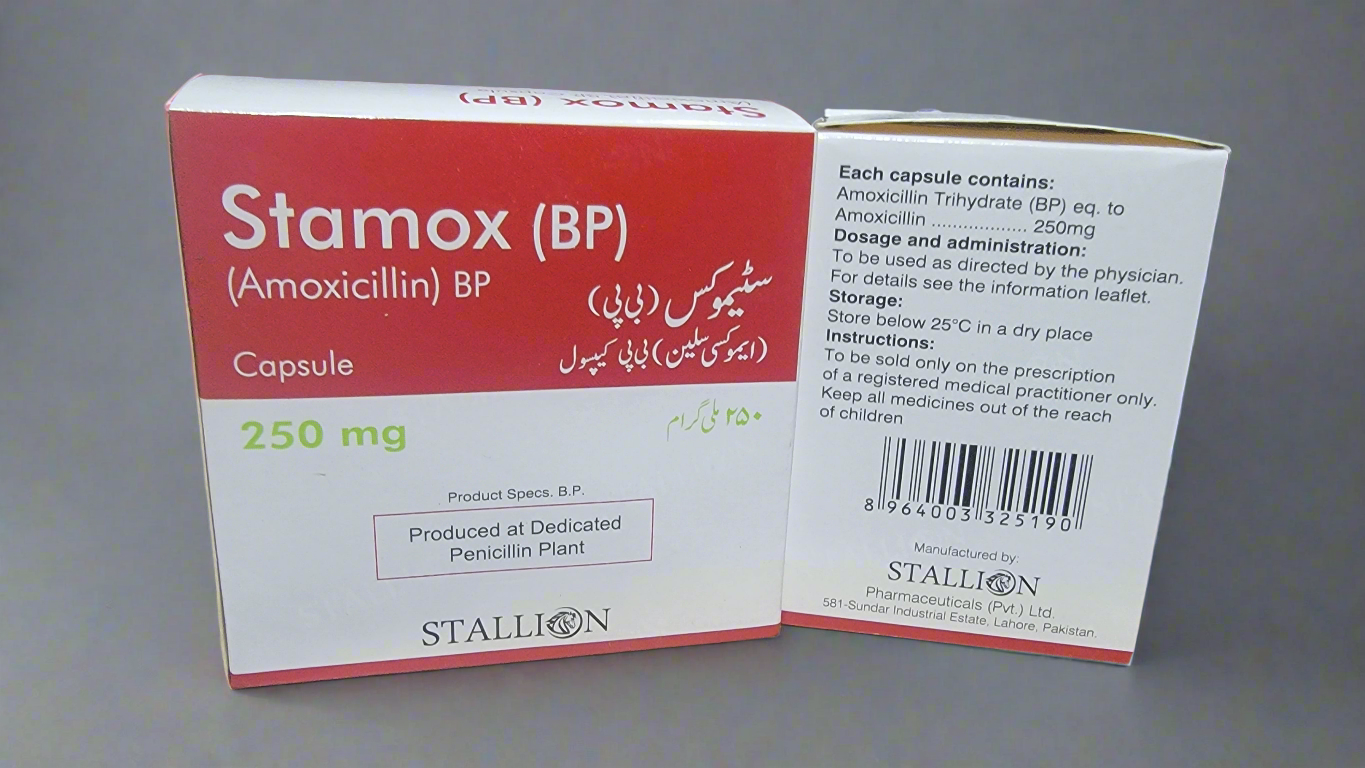 Stamox (BP)
Stamox (BP)
(Amoxicillin) BP
سٹیموکس (بی پی)
Capsule
(ایموکسی سلین) بی پی کیپسول
250 mg
۲۵۰ ملی گرام
Product Specs. B.P.
Produced at Dedicated
Penicillin Plant
STALLION
Each capsule contains:
Amoxicillin Trihydrate (BP) eq. to
Amoxicillin .................. 250mg
Dosage and administration:
To be used as directed by the physician.
For details see the information leaflet.
Storage:
Store below 25°C in a dry place
Instructions:
To be sold only on the prescription
of a registered medical practitioner only.
Keep all medicines out of the reach
of children
8 964003 325190
Manufactured by:
STALLION
Pharmaceuticals (Pvt.) Ltd.
581-Sundar Industrial Estate, Lahore, Pakistan.